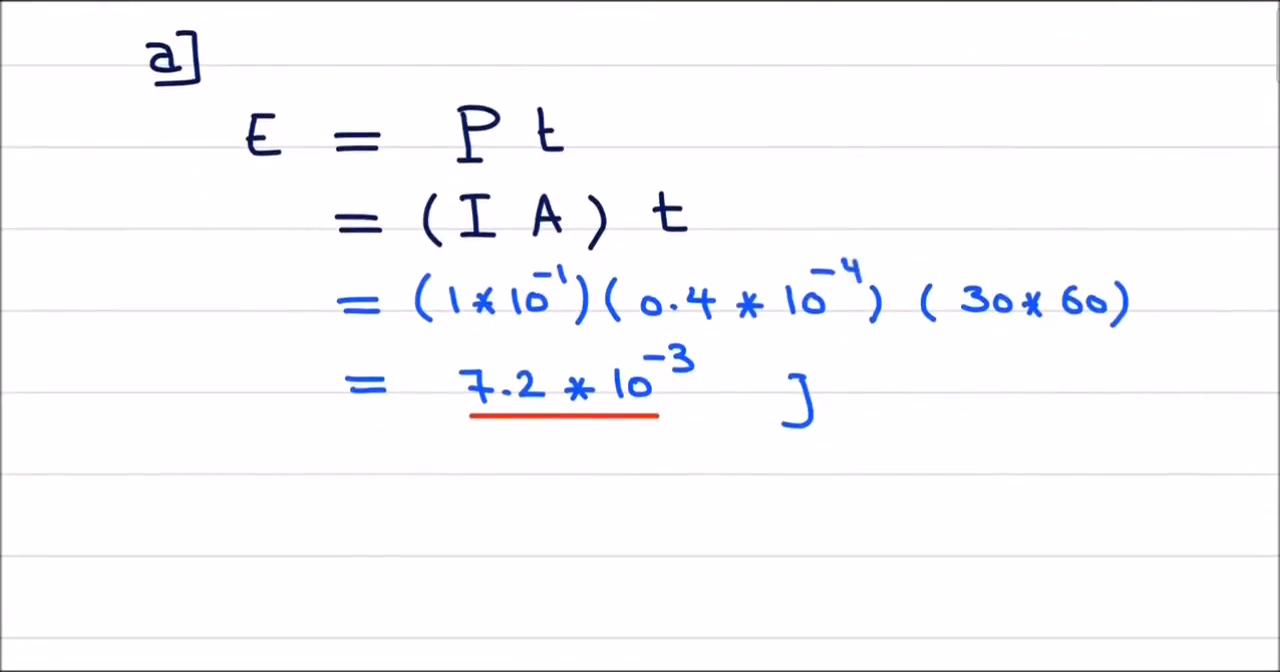 a]
E = P t
= (I A) t
= (1*10⁻¹)(0.4*10⁻⁴) (30*60)
= 7.2*10⁻³ J